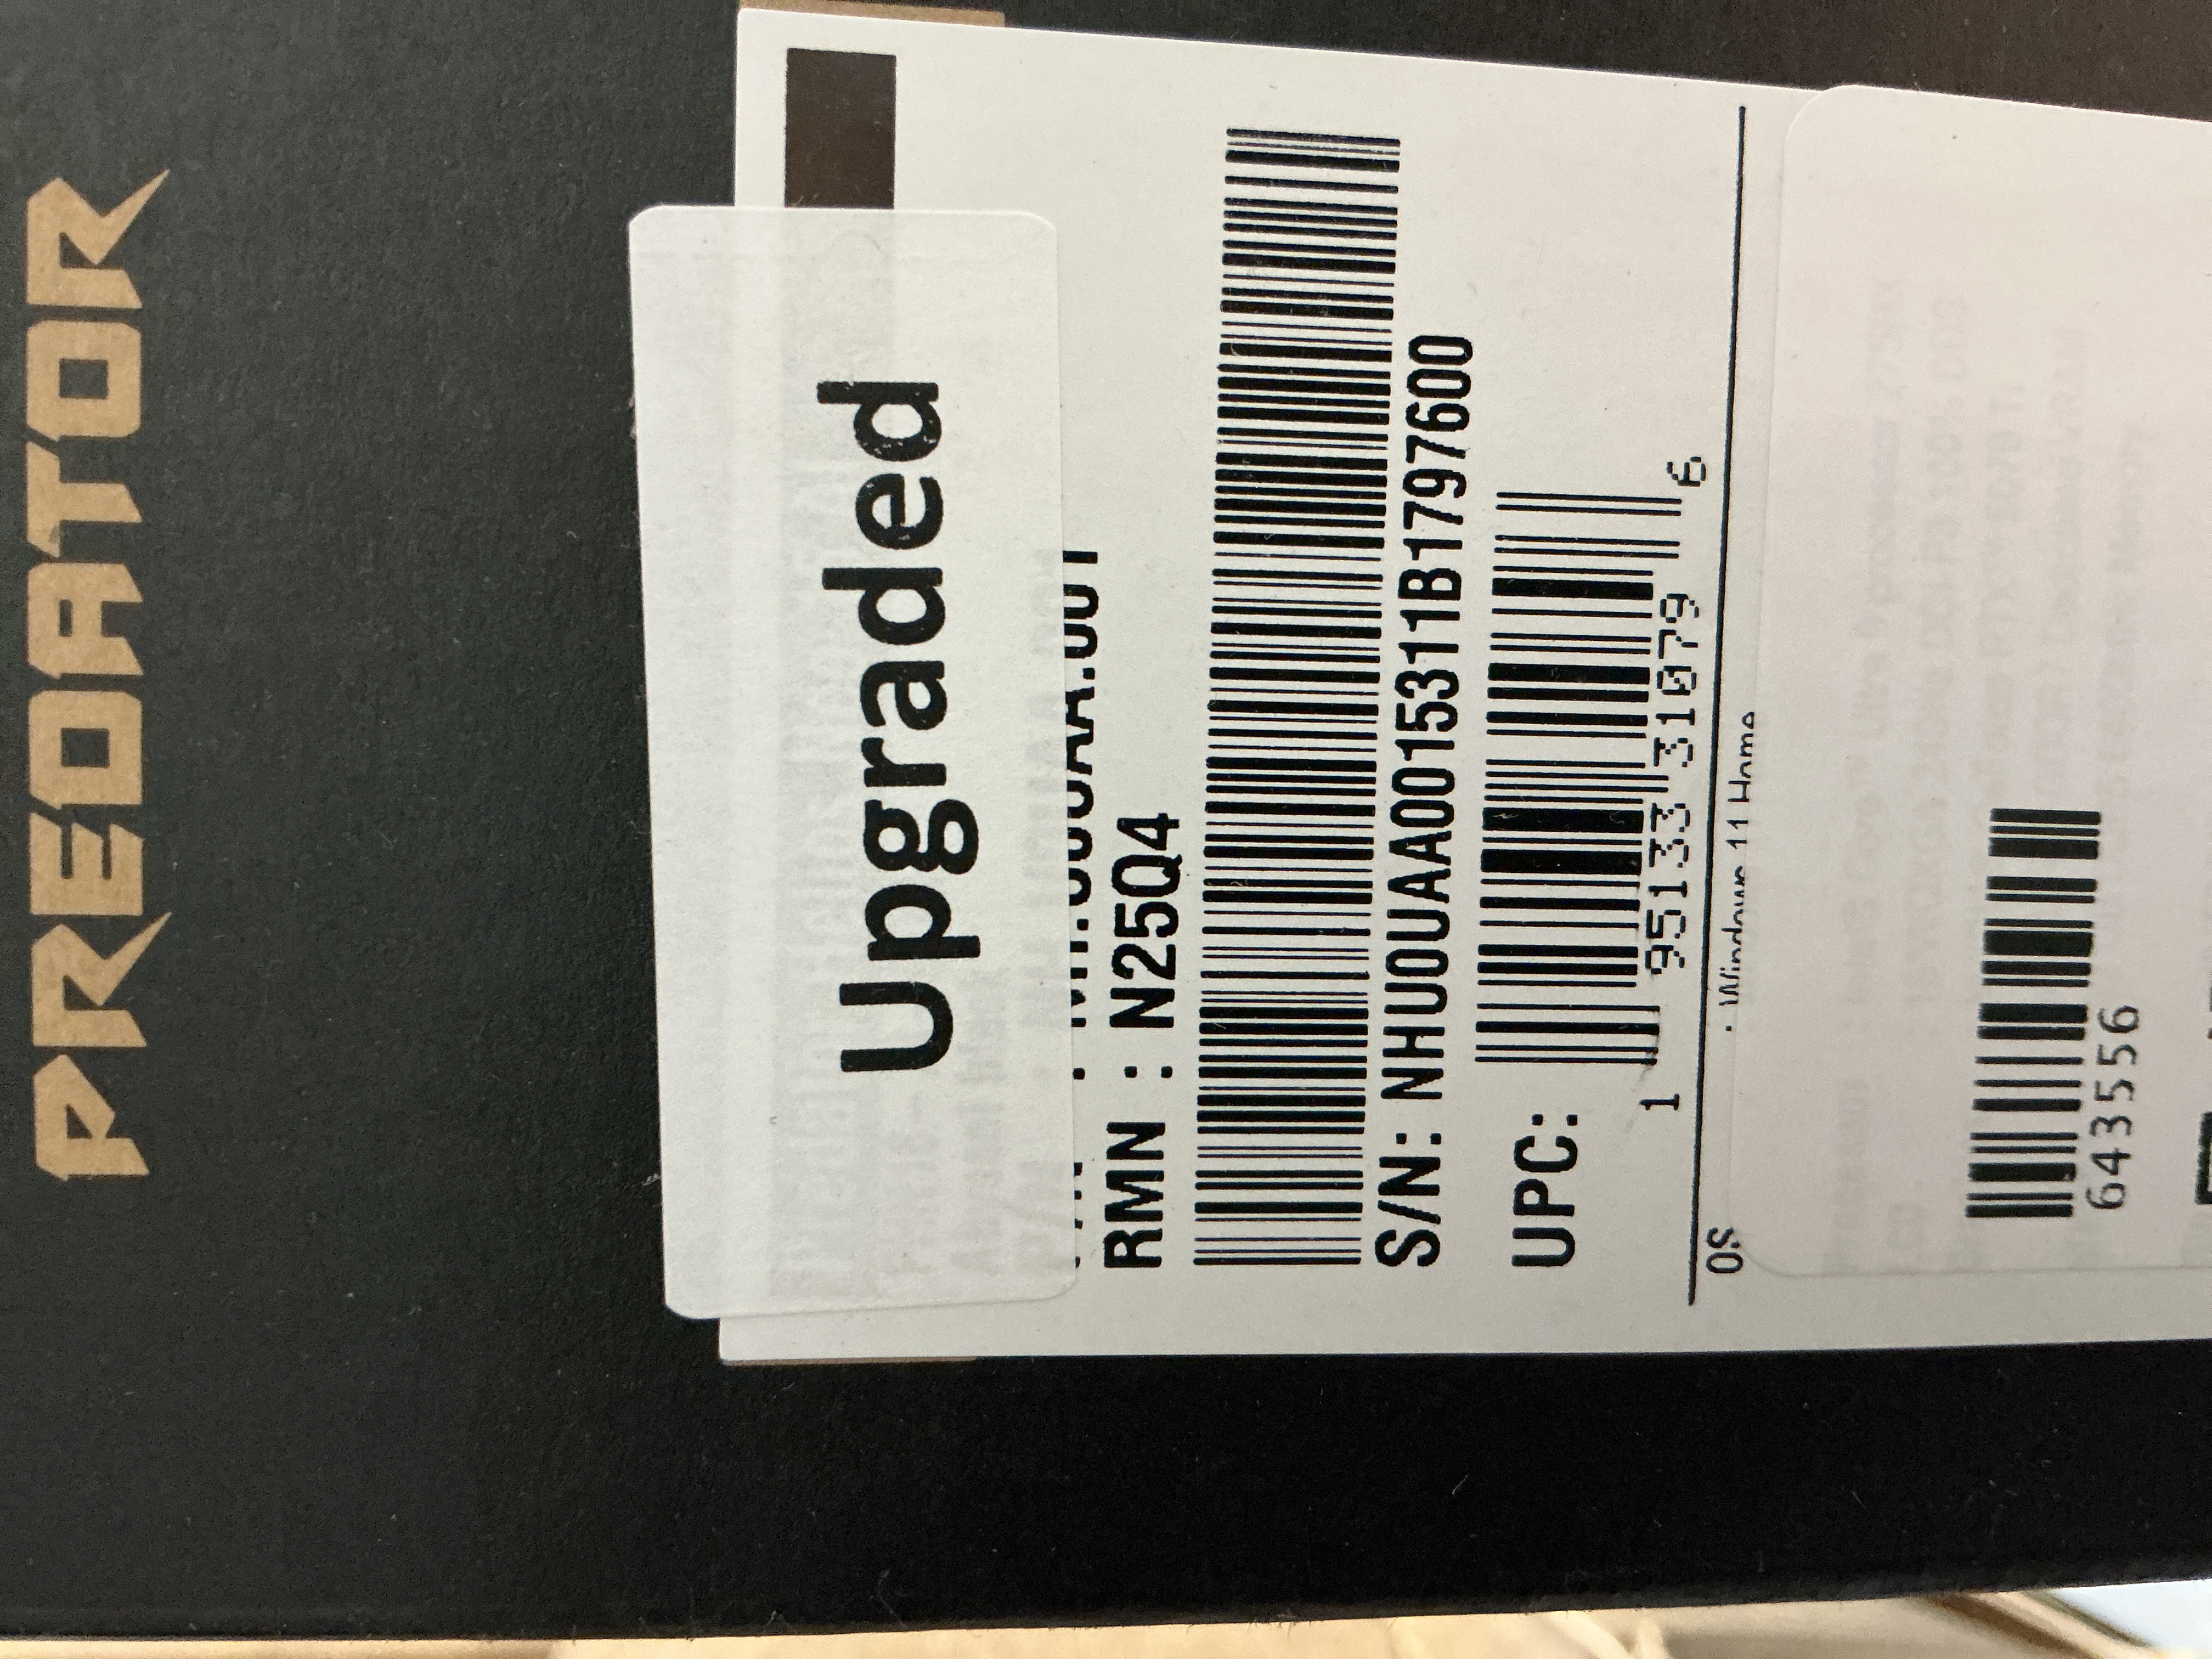 PREDATOR
Upgraded
RMN : N25Q4
S/N: NHU0UAA0015311B1797600
UPC:
1 95133 31079 6
OS
· Windows 11 Home
643556